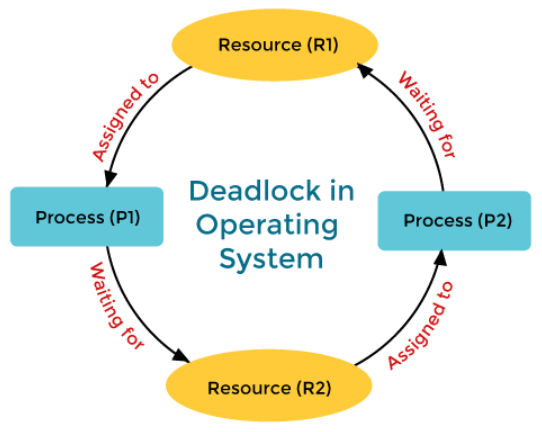 Resource (R1)
Assigned to
Waiting for
Process (P1)
Deadlock in
Operating
System
Process (P2)
Waiting for
Assigned to
Resource (R2)